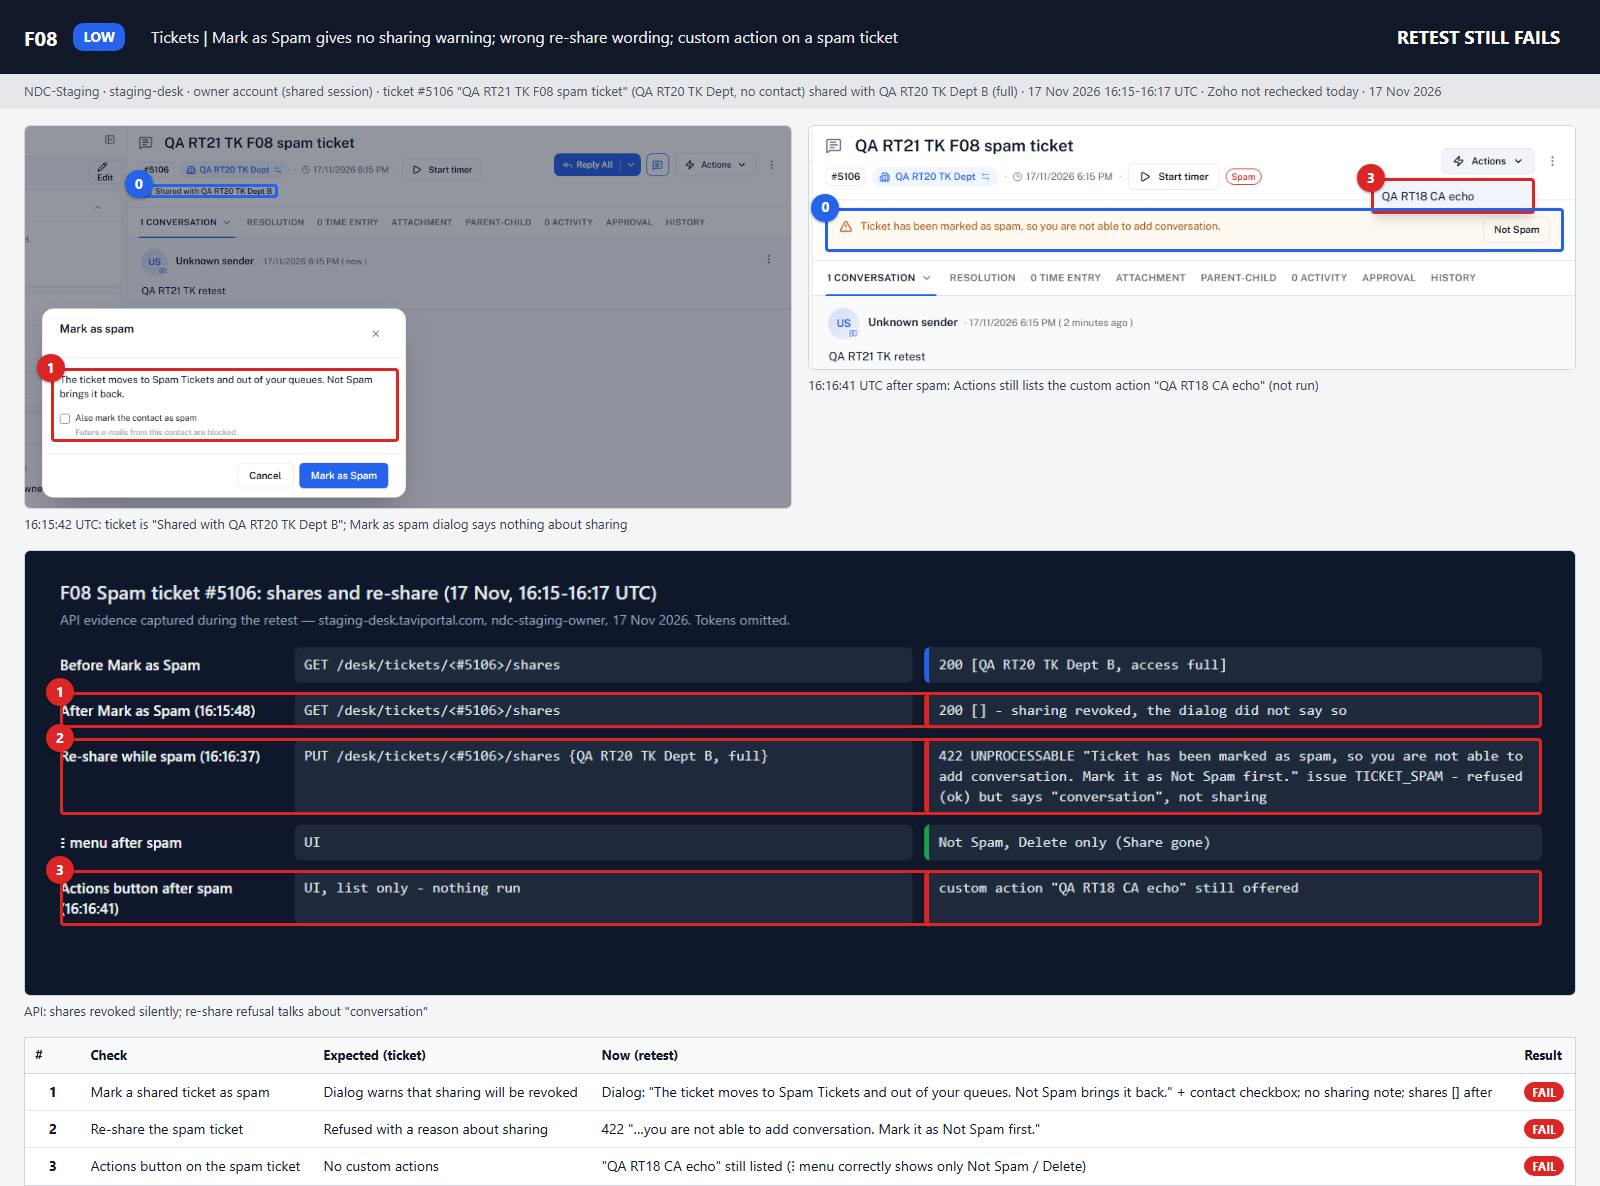 F08 LOW Tickets | Mark as Spam gives no sharing warning; wrong re-share wording; custom action on a spam ticket RETEST STILL FAILS
NDC-Staging · staging-desk · owner account (shared session) · ticket #5106 "QA RT21 TK F08 spam ticket" (QA RT20 TK Dept, no contact) shared with QA RT20 TK Dept B (full) · 17 Nov 2026 16:15-16:17 UTC · Zoho not rechecked today · 17 Nov 2026
QA RT21 TK F08 spam ticket
Edit
#5106 QA RT20 TK Dept · 17/11/2026 6:15 PM · Start timer
Reply All Actions
0 Shared with QA RT20 TK Dept B
1 CONVERSATION RESOLUTION 0 TIME ENTRY ATTACHMENT PARENT-CHILD 0 ACTIVITY APPROVAL HISTORY
US Unknown sender · 17/11/2026 6:15 PM ( now )
QA RT21 TK retest
Mark as spam ×
1
The ticket moves to Spam Tickets and out of your queues. Not Spam
brings it back.
Also mark the contact as spam
Future e-mails from this contact are blocked.
Cancel Mark as Spam
16:15:42 UTC: ticket is "Shared with QA RT20 TK Dept B"; Mark as spam dialog says nothing about sharing
QA RT21 TK F08 spam ticket
#5106 QA RT20 TK Dept · 17/11/2026 6:15 PM · Start timer Spam
Actions
3 QA RT18 CA echo
0 Ticket has been marked as spam, so you are not able to add conversation. Not Spam
1 CONVERSATION RESOLUTION 0 TIME ENTRY ATTACHMENT PARENT-CHILD 0 ACTIVITY APPROVAL HISTORY
US Unknown sender · 17/11/2026 6:15 PM ( 2 minutes ago )
QA RT21 TK retest
16:16:41 UTC after spam: Actions still lists the custom action "QA RT18 CA echo" (not run)
F08 Spam ticket #5106: shares and re-share (17 Nov, 16:15-16:17 UTC)
API evidence captured during the retest — staging-desk.taviportal.com, ndc-staging-owner, 17 Nov 2026. Tokens omitted.
Before Mark as Spam GET /desk/tickets/<#5106>/shares 200 [QA RT20 TK Dept B, access full]
1
After Mark as Spam (16:15:48) GET /desk/tickets/<#5106>/shares 200 [] - sharing revoked, the dialog did not say so
2
Re-share while spam (16:16:37) PUT /desk/tickets/<#5106>/shares {QA RT20 TK Dept B, full} 422 UNPROCESSABLE "Ticket has been marked as spam, so you are not able to
add conversation. Mark it as Not Spam first." issue TICKET_SPAM - refused
(ok) but says "conversation", not sharing
⋮ menu after spam UI Not Spam, Delete only (Share gone)
3
Actions button after spam UI, list only - nothing run custom action "QA RT18 CA echo" still offered
(16:16:41)
API: shares revoked silently; re-share refusal talks about "conversation"
# Check Expected (ticket) Now (retest) Result
1 Mark a shared ticket as spam Dialog warns that sharing will be revoked Dialog: "The ticket moves to Spam Tickets and out of your queues. Not Spam brings it back." + contact checkbox; no sharing note; shares [] after FAIL
2 Re-share the spam ticket Refused with a reason about sharing 422 "...you are not able to add conversation. Mark it as Not Spam first." FAIL
3 Actions button on the spam ticket No custom actions "QA RT18 CA echo" still listed (⋮ menu correctly shows only Not Spam / Delete) FAIL